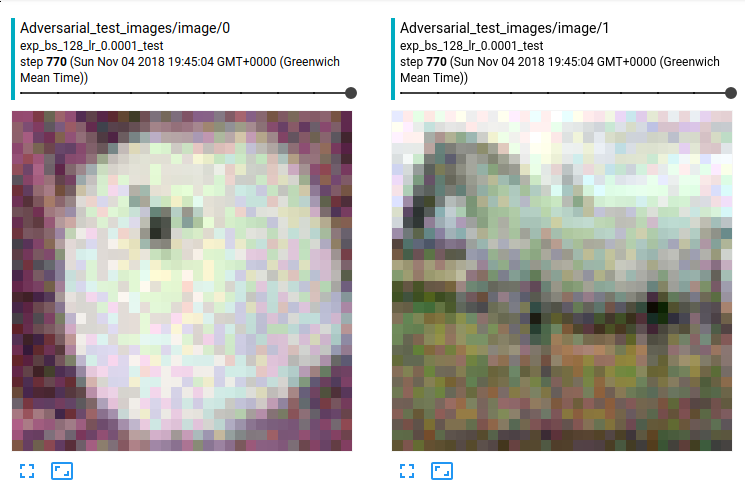 Adversarial_test_images/image/0
exp_bs_128_lr_0.0001_test
step 770 (Sun Nov 04 2018 19:45:04 GMT+0000 (Greenwich
Mean Time))
Adversarial_test_images/image/1
exp_bs_128_lr_0.0001_test
step 770 (Sun Nov 04 2018 19:45:04 GMT+0000 (Greenwich
Mean Time))